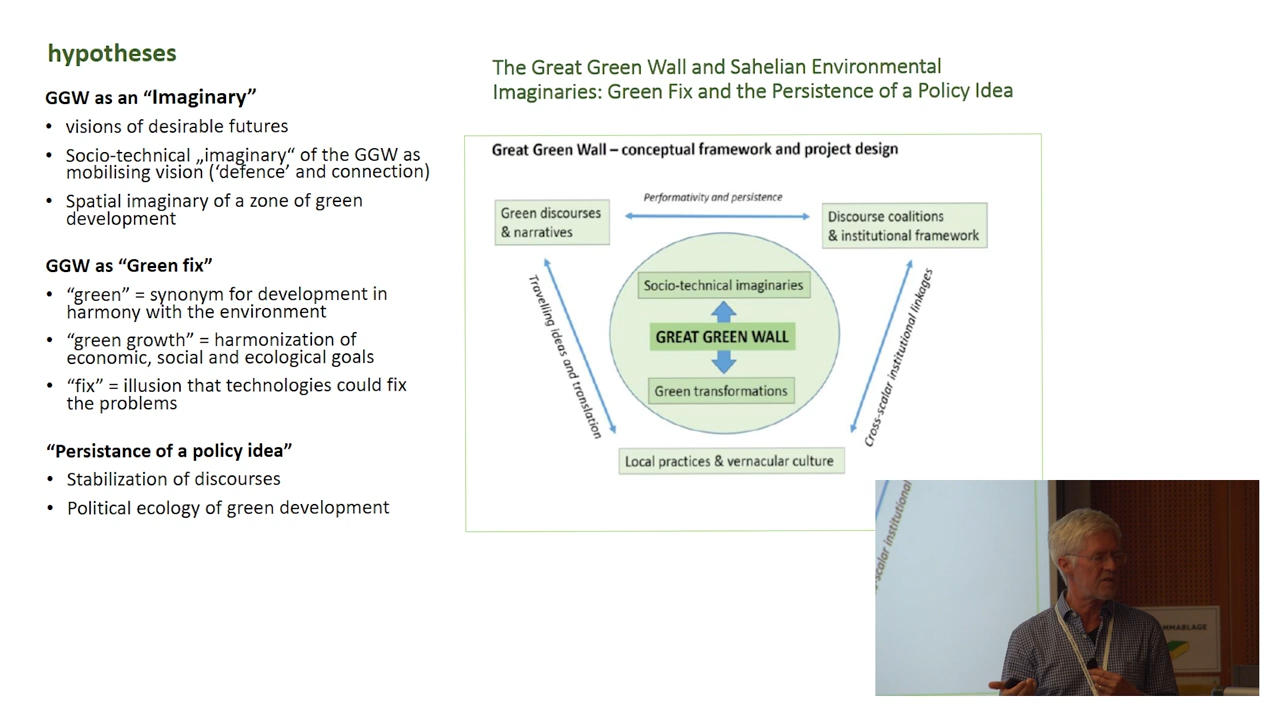 hypotheses
GGW as an “Imaginary”
• visions of desirable futures
• Socio-technical „imaginary“ of the GGW as
mobilising vision (‘defence’ and connection)
• Spatial imaginary of a zone of green
development
GGW as “Green fix”
• “green” = synonym for development in
harmony with the environment
• “green growth” = harmonization of
economic, social and ecological goals
• “fix” = illusion that technologies could fix
the problems
“Persistance of a policy idea”
• Stabilization of discourses
• Political ecology of green development
The Great Green Wall and Sahelian Environmental
Imaginaries: Green Fix and the Persistence of a Policy Idea
Great Green Wall – conceptual framework and project design
Performativity and persistence
Green discourses
& narratives
Discourse coalitions
& institutional framework
Socio-technical imaginaries
GREAT GREEN WALL
Green transformations
Travelling ideas and translation
Cross-scalar institutional linkages
Local practices & vernacular culture
-scalar institutional
MMABLAGE